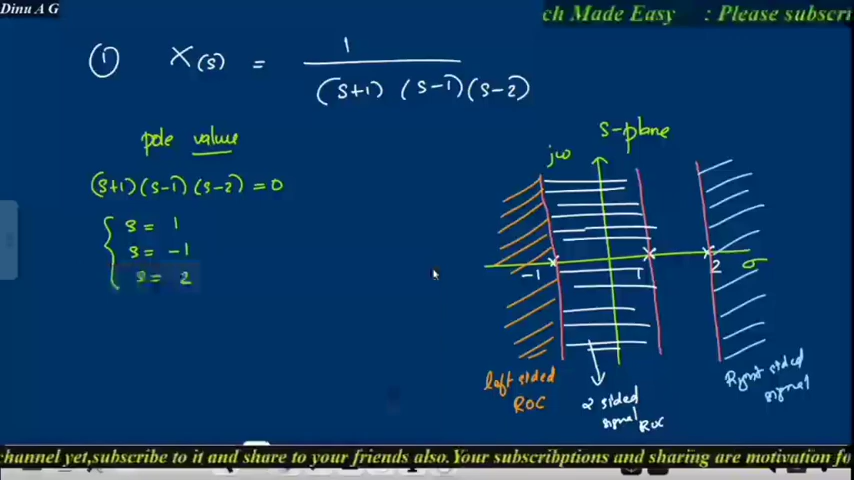 Dinu A G
ch Made Easy : Please subscri
① X(s) = 1
(s+1) (s-1)(s-2)
pole value
(s+1)(s-1)(s-2) = 0
s = 1
s = -1
s = 2
s-plane
jω
-1 1 2 σ
left sided
ROC
2 sided
signal ROC
Right sided
signal
channel yet,subscribe to it and share to your friends also.Your subscribptions and sharing are motivation fo